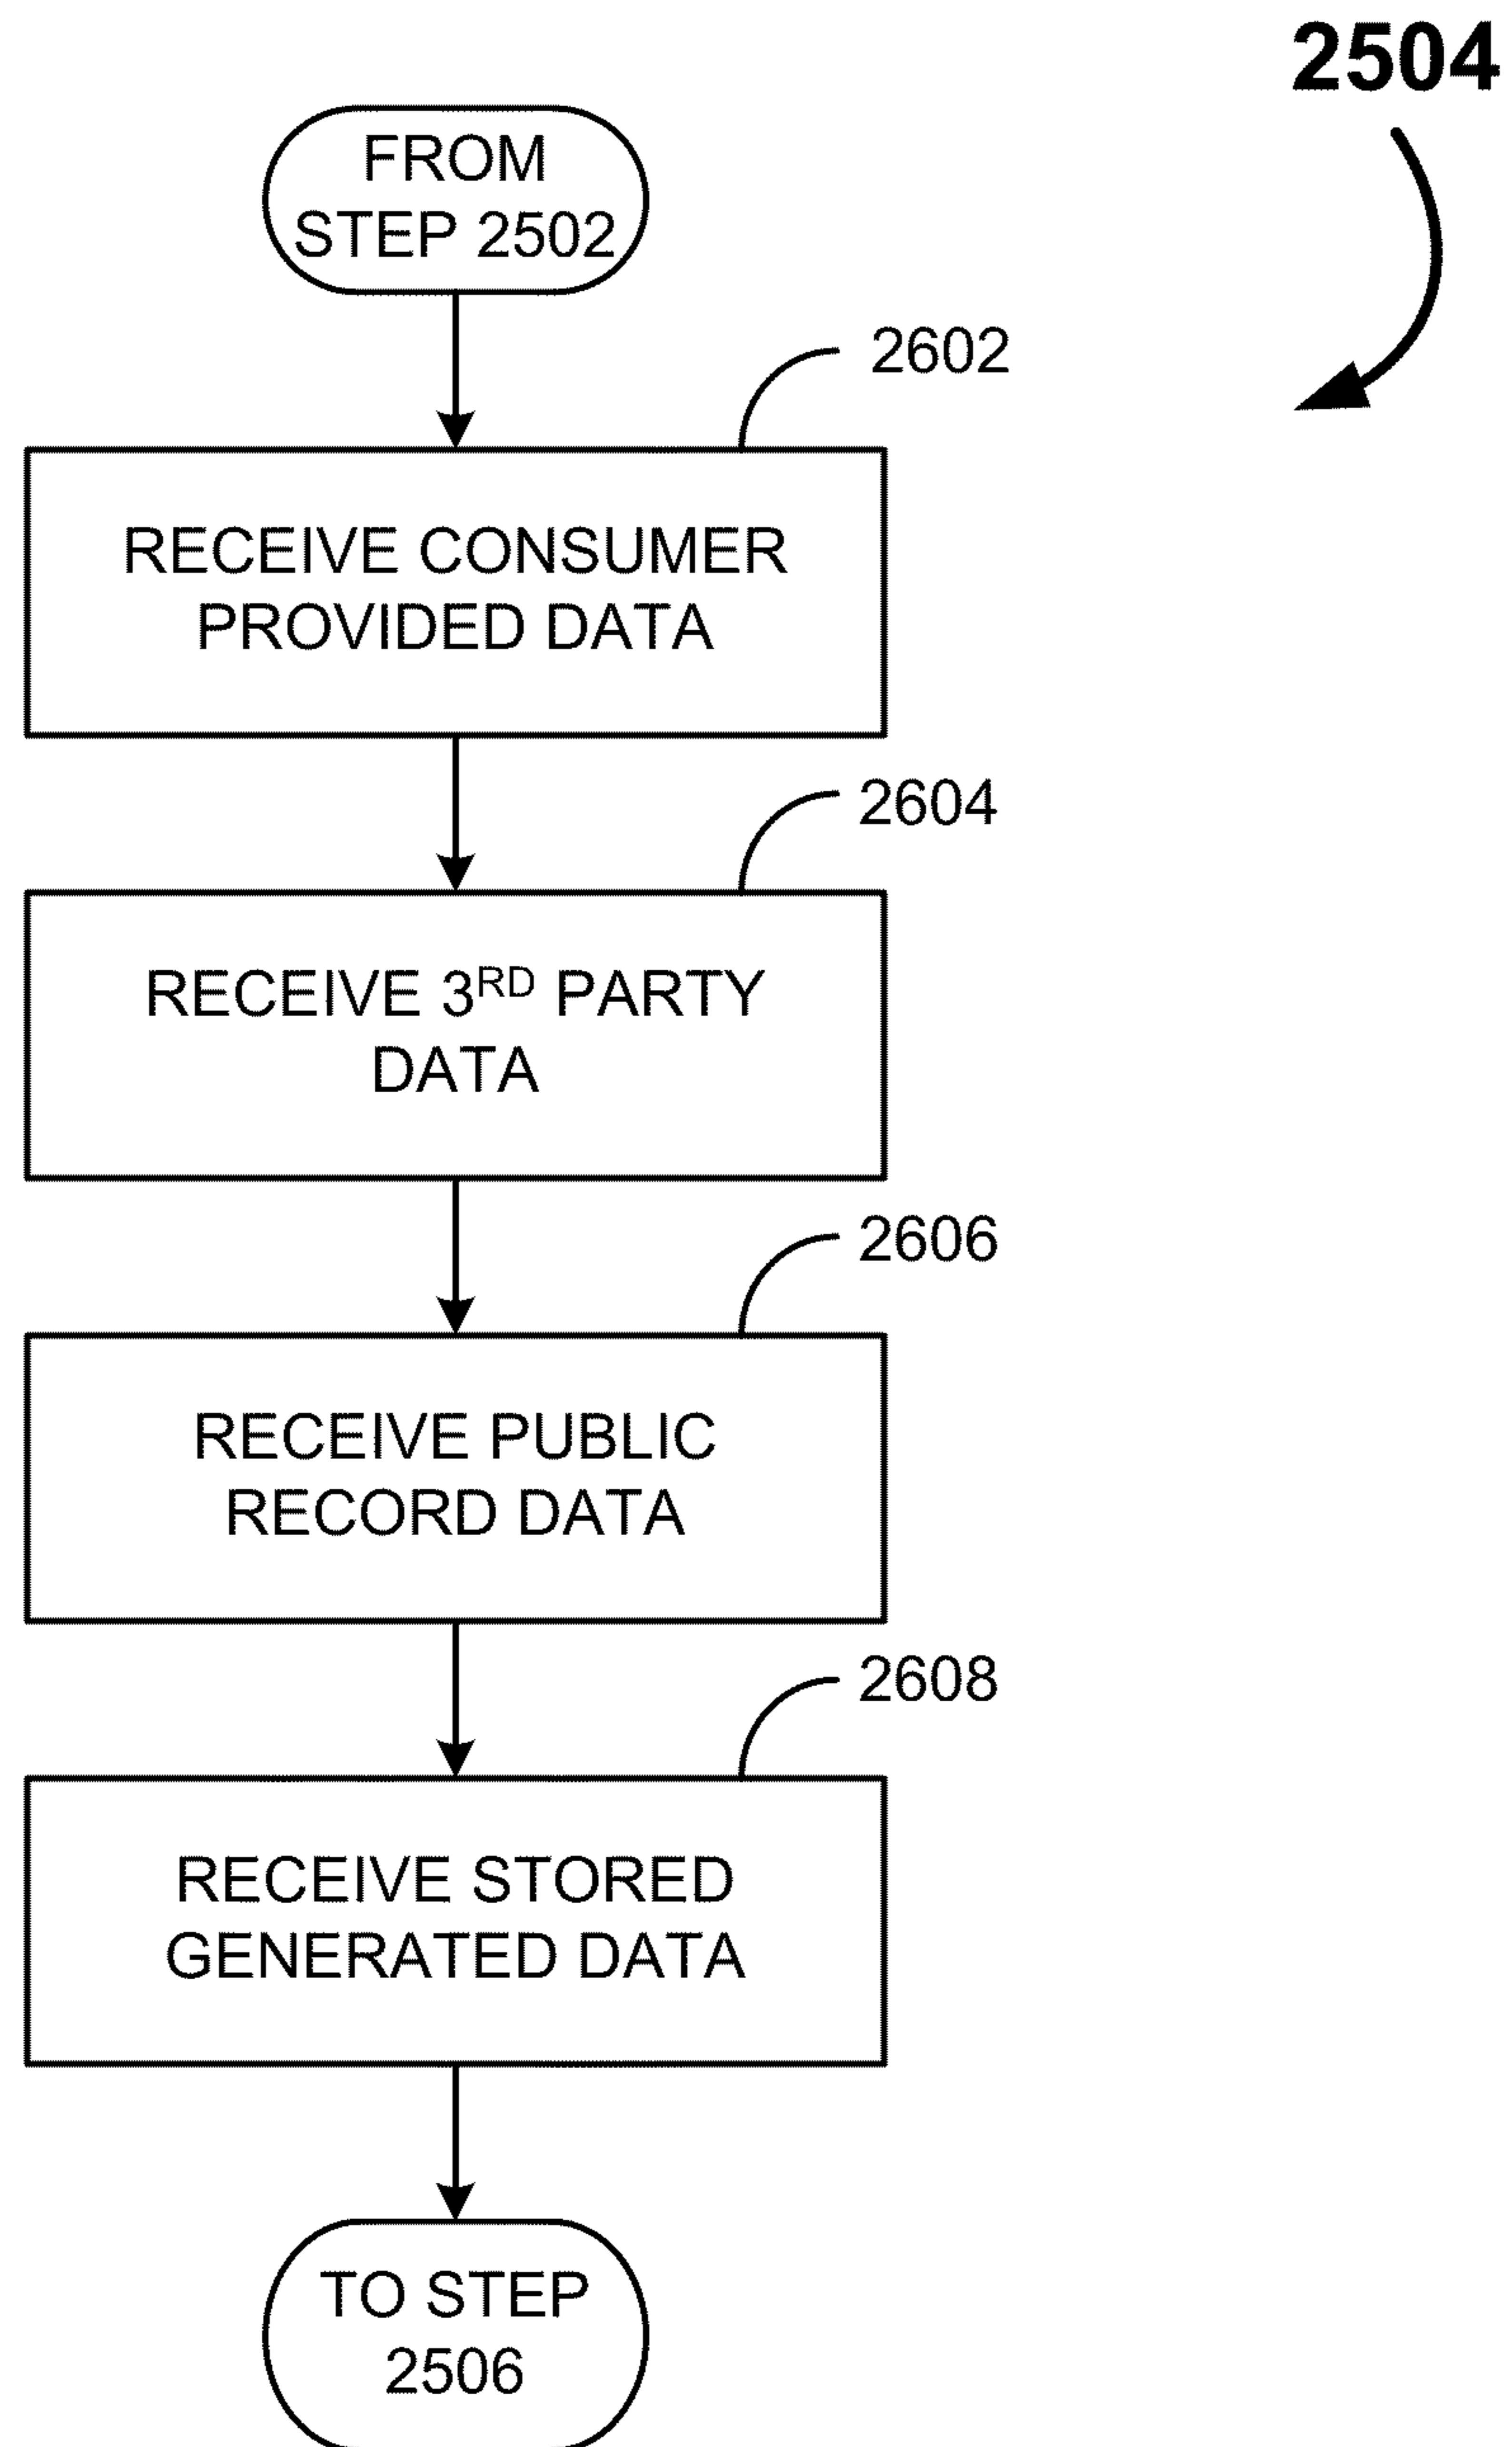 2504
FROM
STEP 2502
2602
RECEIVE CONSUMER
PROVIDED DATA
2604
RECEIVE 3RD PARTY
DATA
2606
RECEIVE PUBLIC
RECORD DATA
2608
RECEIVE STORED
GENERATED DATA
TO STEP
2506